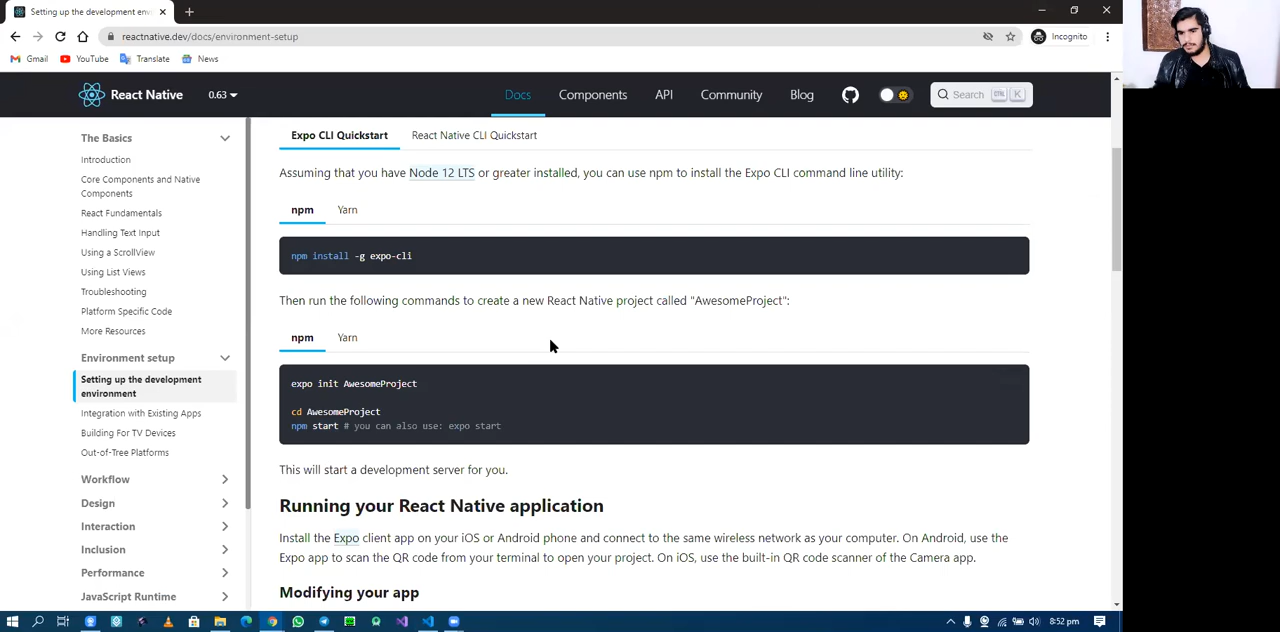 Setting up the development env
reactnative.dev/docs/environment-setup
Incognito
Gmail
YouTube
Translate
News
React Native
0.63
Docs
Components
API
Community
Blog
Search
CTRL
K
The Basics
Introduction
Core Components and Native
Components
React Fundamentals
Handling Text Input
Using a ScrollView
Using List Views
Troubleshooting
Platform Specific Code
More Resources
Environment setup
Setting up the development
environment
Integration with Existing Apps
Building For TV Devices
Out-of-Tree Platforms
Workflow
Design
Interaction
Inclusion
Performance
JavaScript Runtime
Expo CLI Quickstart
React Native CLI Quickstart
Assuming that you have Node 12 LTS or greater installed, you can use npm to install the Expo CLI command line utility:
npm
Yarn
npm install -g expo-cli
Then run the following commands to create a new React Native project called "AwesomeProject":
npm
Yarn
expo init AwesomeProject
cd AwesomeProject
npm start # you can also use: expo start
This will start a development server for you.
Running your React Native application
Install the Expo client app on your iOS or Android phone and connect to the same wireless network as your computer. On Android, use the
Expo app to scan the QR code from your terminal to open your project. On iOS, use the built-in QR code scanner of the Camera app.
Modifying your app
8:52 pm